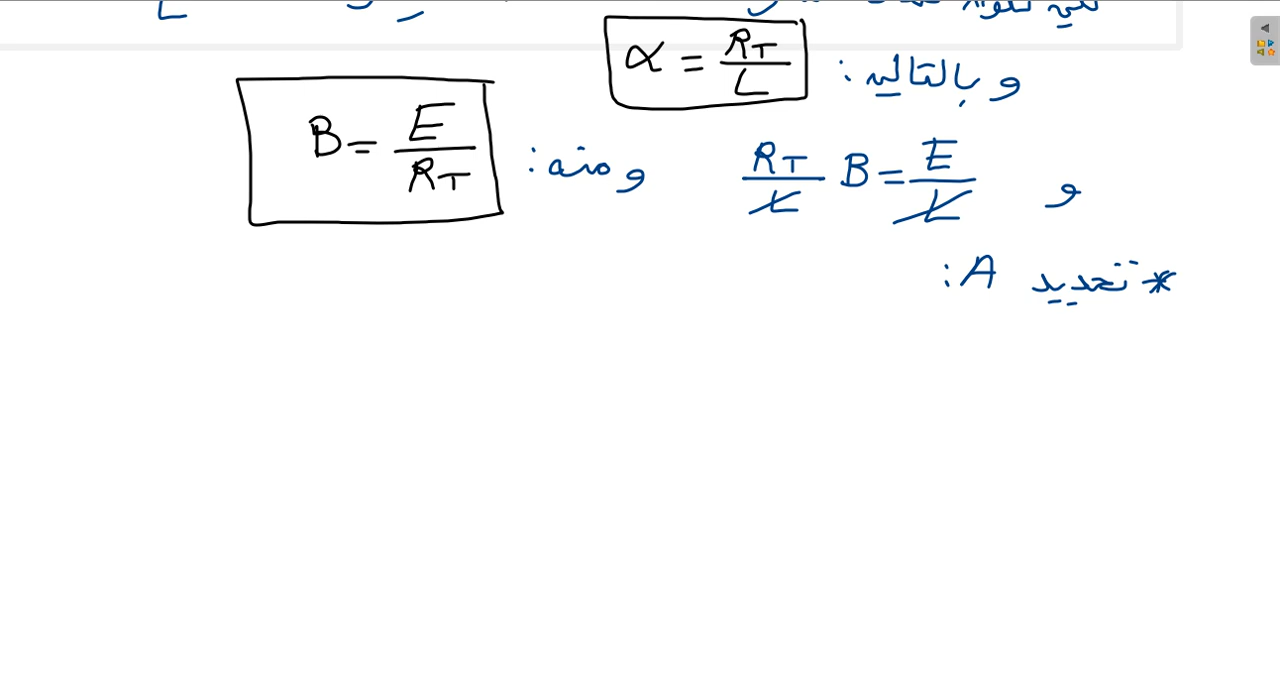 وبالتالي: α = R_T / L
و R_T / L B = E / L ومنه: B = E / R_T
* تحديد A: